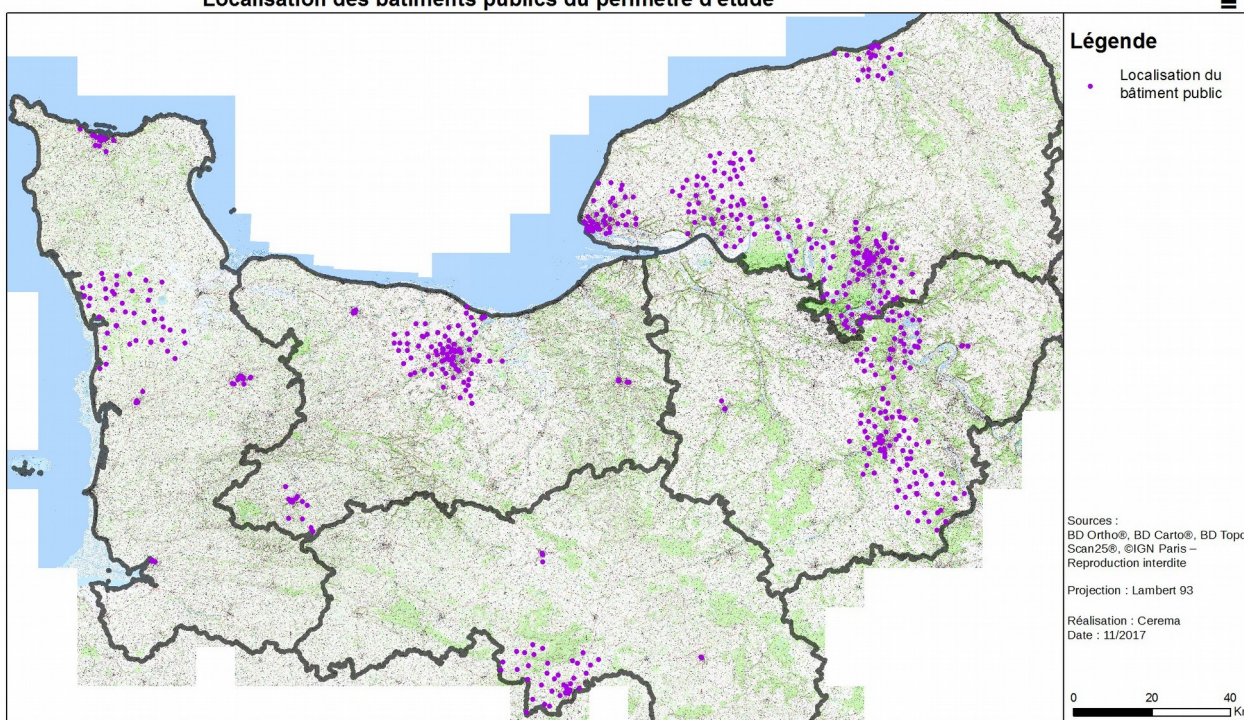 Localisation des bâtiments publics du périmètre d'étude
Légende
Localisation du
bâtiment public
Sources :
BD Ortho®, BD Carto®, BD Topo
Scan25®, ©IGN Paris –
Reproduction interdite
Projection : Lambert 93
Réalisation : Cerema
Date : 11/2017
0 20 40